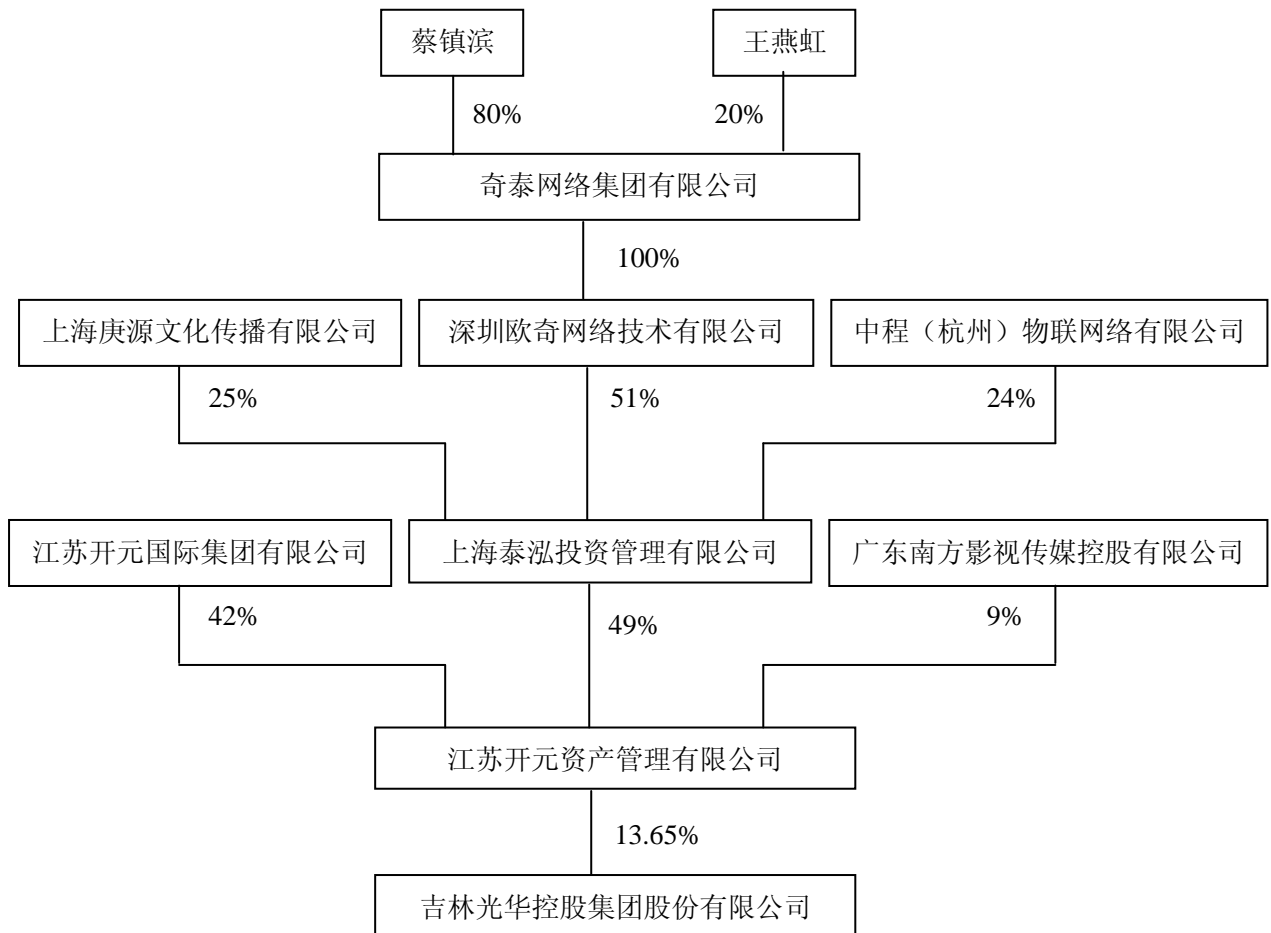 蔡镇滨
王燕虹
80%
20%
奇泰网络集团有限公司
100%
上海庚源文化传播有限公司
深圳欧奇网络技术有限公司
中程（杭州）物联网络有限公司
25%
51%
24%
江苏开元国际集团有限公司
上海泰泓投资管理有限公司
广东南方影视传媒控股有限公司
42%
49%
9%
江苏开元资产管理有限公司
13.65%
吉林光华控股集团股份有限公司